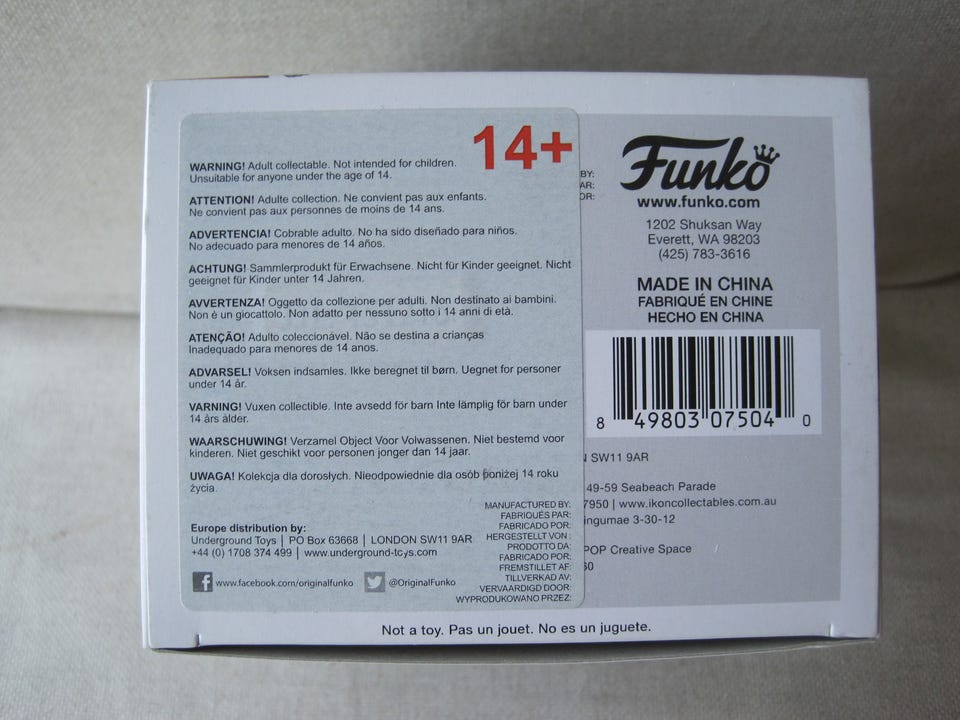 14+
WARNING! Adult collectable. Not intended for children.
Unsuitable for anyone under the age of 14.
ATTENTION! Adulte collection. Ne convient pas aux enfants.
Ne convient pas aux personnes de moins de 14 ans.
ADVERTENCIA! Cobrable adulto. No ha sido diseñado para niños.
No adecuado para menores de 14 años.
ACHTUNG! Sammlerprodukt für Erwachsene. Nicht für Kinder geeignet. Nicht
geeignet für Kinder unter 14 Jahren.
AVVERTENZA! Oggetto da collezione per adulti. Non destinato ai bambini.
Non è un giocattolo. Non adatto per nessuno sotto i 14 anni di età.
ATENÇÃO! Adulto coleccionável. Não se destina a crianças
Inadequado para menores de 14 anos.
ADVARSEL! Voksen indsamles. Ikke beregnet til børn. Uegnet for personer
under 14 år.
VARNING! Vuxen collectible. Inte avsedd för barn Inte lämplig för barn under
14 års ålder.
WAARSCHUWING! Verzamel Object Voor Volwassenen. Niet bestemd voor
kinderen. Niet geschikt voor personen jonger dan 14 jaar.
UWAGA! Kolekcja dla dorosłych. Nieodpowiednie dla osób poniżej 14 roku
życia.
MANUFACTURED BY:
FABRIQUÉS PAR:
FABRICADO POR:
HERGESTELLT VON :
PRODOTTO DA:
FABRICADO POR:
FREMSTILLET AF:
TILLVERKAD AV:
VERVAARDIGD DOOR:
WYPRODUKOWANO PRZEZ:
Europe distribution by:
Underground Toys | PO Box 63668 | LONDON SW11 9AR
+44 (0) 1708 374 499 | www.underground-toys.com
www.facebook.com/originalfunko @OriginalFunko
BY:
AR:
OR:
Funko
www.funko.com
1202 Shuksan Way
Everett, WA 98203
(425) 783-3616
MADE IN CHINA
FABRIQUÉ EN CHINE
HECHO EN CHINA
8 49803 07504 0
SW11 9AR
49-59 Seabeach Parade
7950 | www.ikoncollectables.com.au
ingumae 3-30-12
POP Creative Space
60
Not a toy. Pas un jouet. No es un juguete.